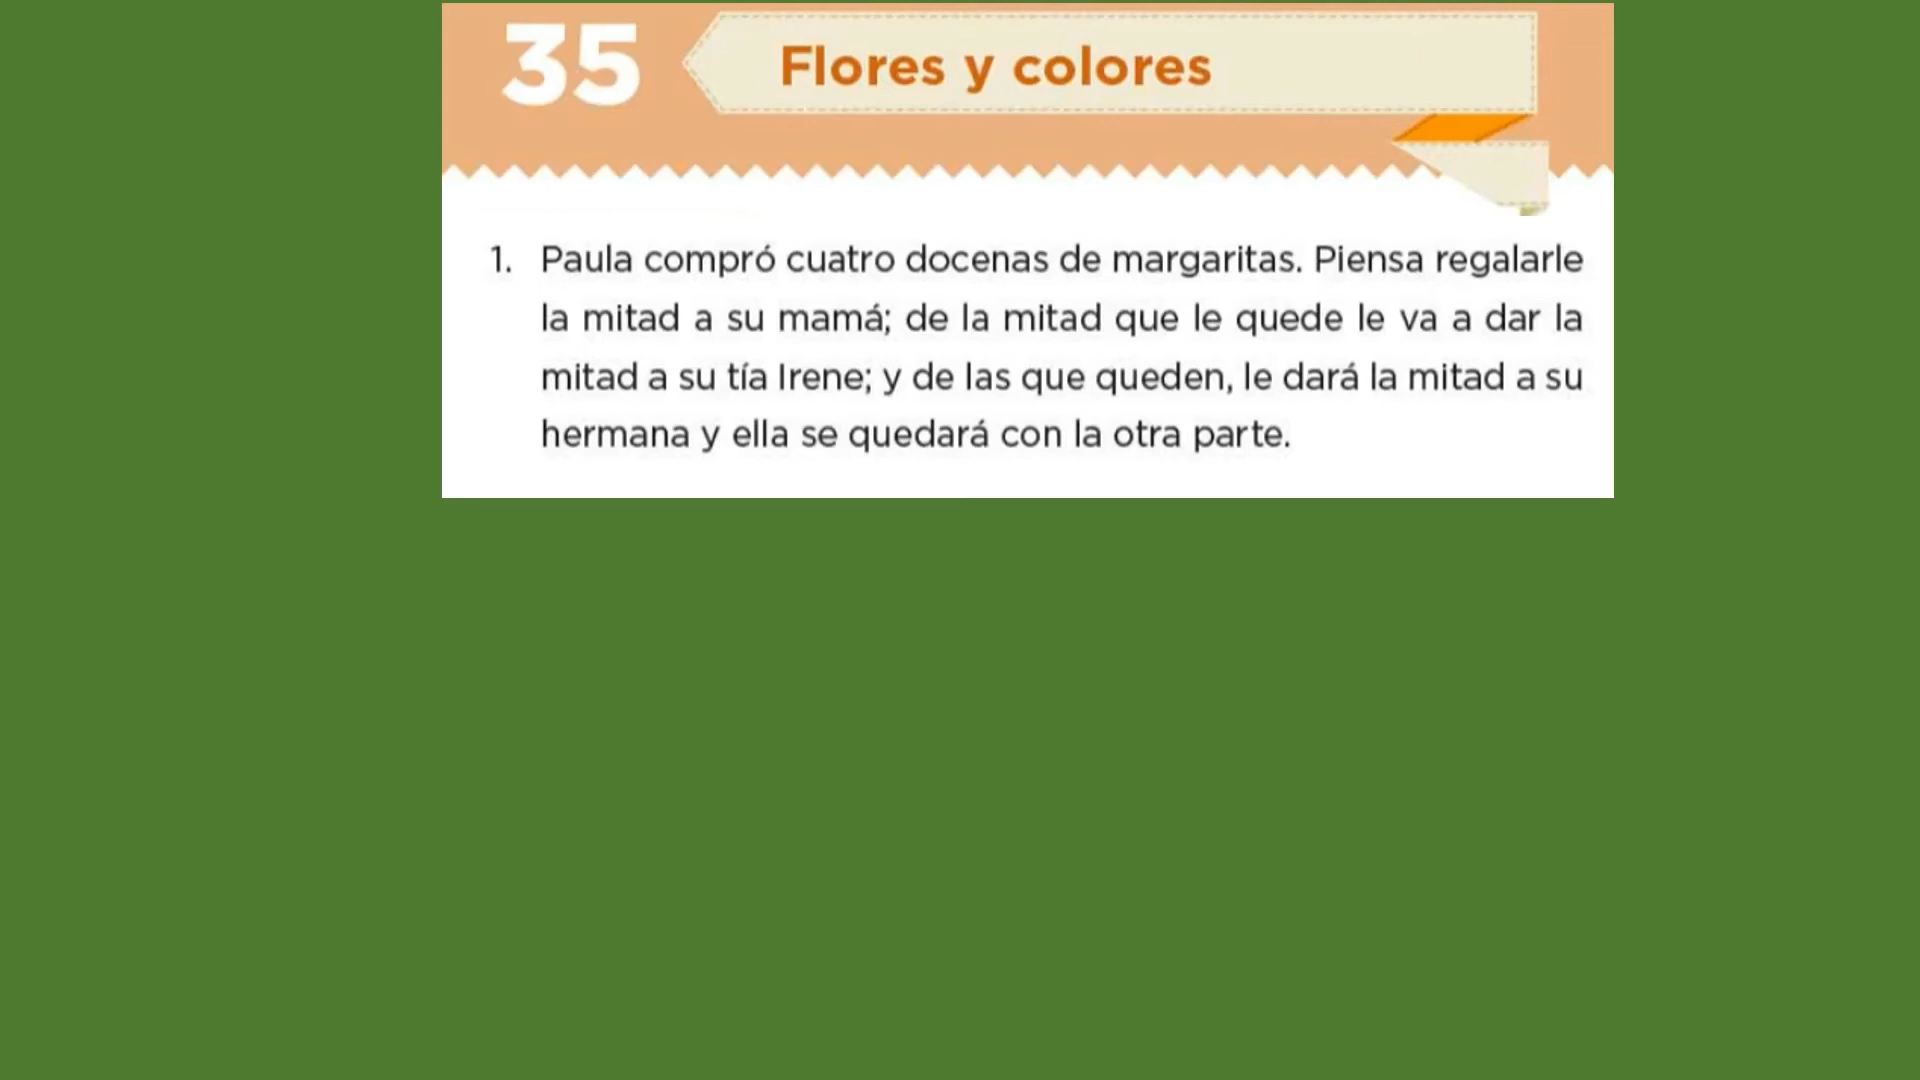 35 Flores y colores
1. Paula compró cuatro docenas de margaritas. Piensa regalarle
la mitad a su mamá; de la mitad que le quede le va a dar la
mitad a su tía Irene; y de las que queden, le dará la mitad a su
hermana y ella se quedará con la otra parte.